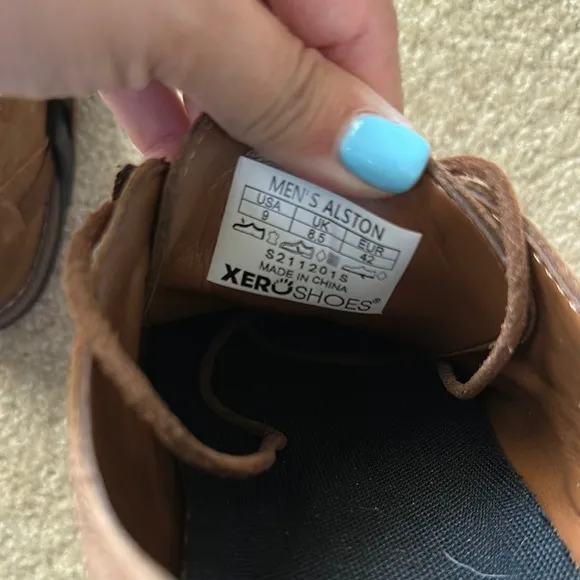 MEN'S ALSTON
USA UK EUR
9 8.5 42
S211201S
MADE IN CHINA
XEROSHOES®